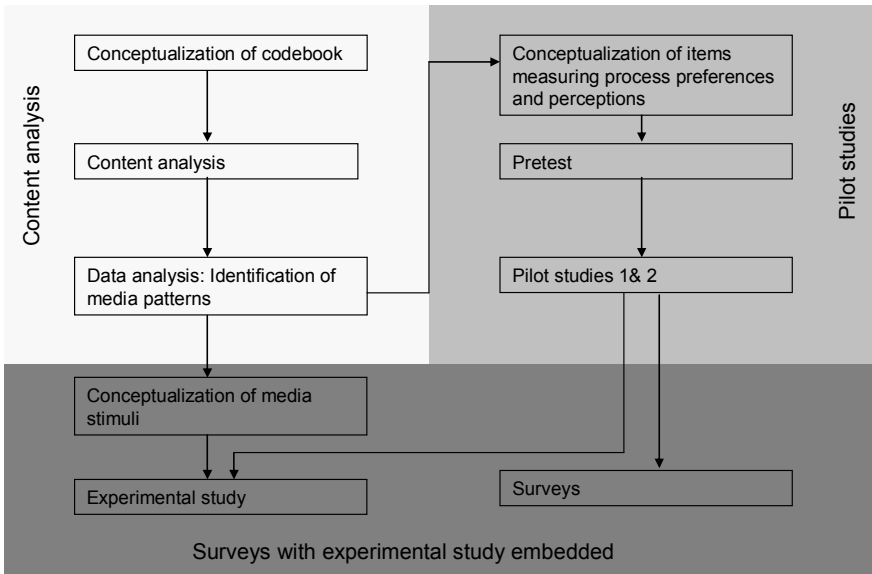 Content analysis
Conceptualization of codebook
Content analysis
Data analysis: Identification of
media patterns
Conceptualization of items
measuring process preferences
and perceptions
Pretest
Pilot studies 1& 2
Pilot studies
Conceptualization of media
stimuli
Experimental study
Surveys
Surveys with experimental study embedded